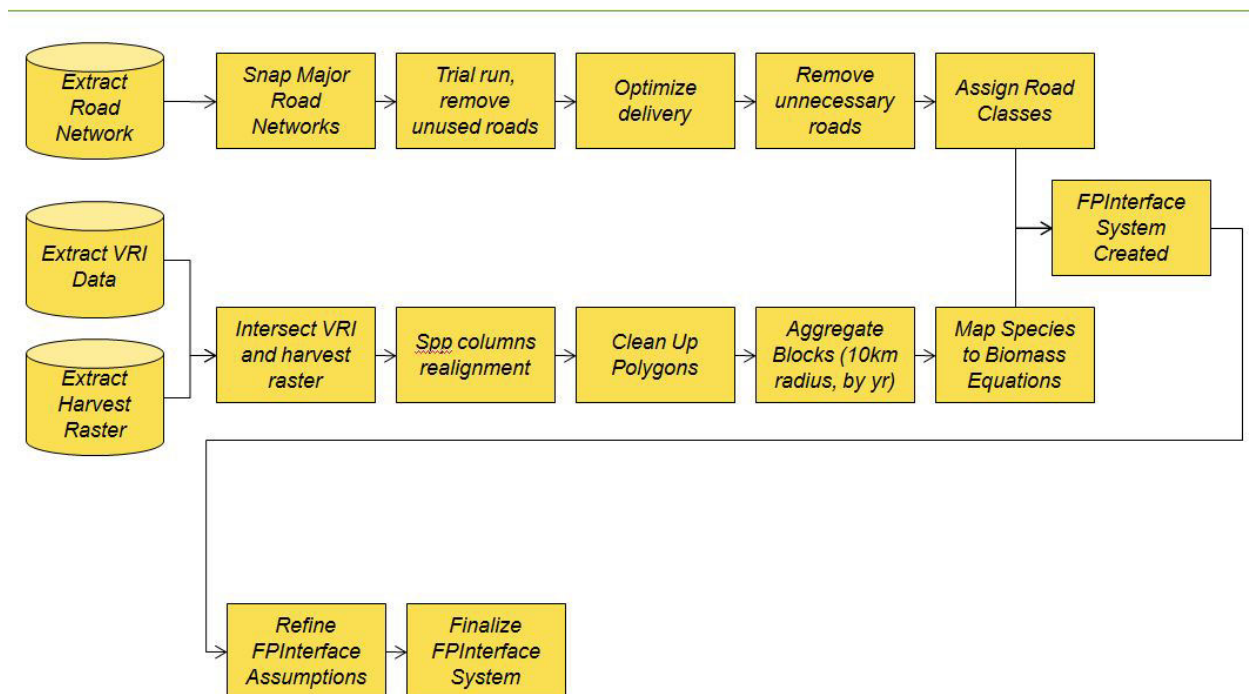 Extract
Road
Network
Snap Major
Road
Networks
Trial run,
remove
unused roads
Optimize
delivery
Remove
unnecessary
roads
Assign Road
Classes
FPInterface
System
Created
Extract VRI
Data
Extract
Harvest
Raster
Intersect VRI
and harvest
raster
Spp columns
realignment
Clean Up
Polygons
Aggregate
Blocks (10km
radius, by yr)
Map Species
to Biomass
Equations
Refine
FPInterface
Assumptions
Finalize
FPInterface
System